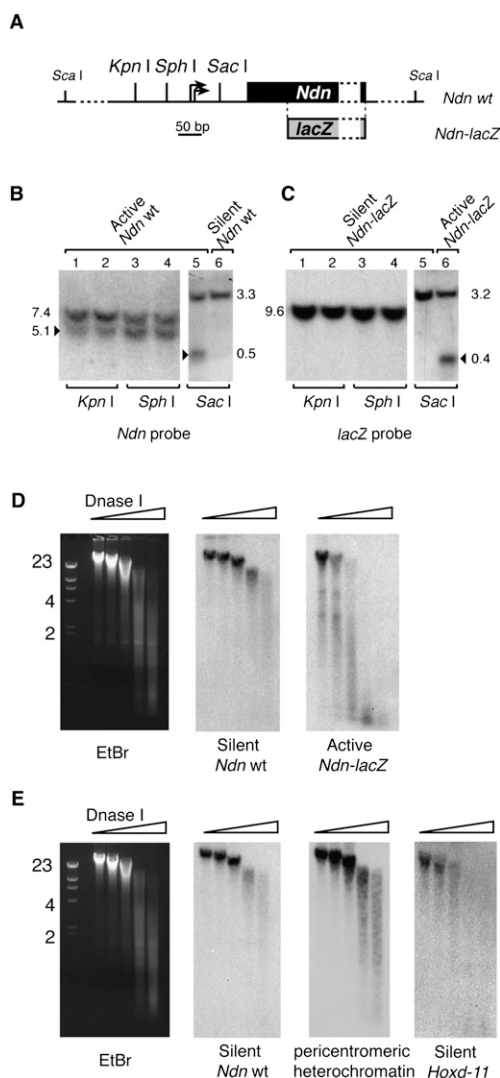 A
Kpn I Sph I Sac I
Sca I Sca I
Ndn Ndn wt
50 bp lacZ Ndn-lacZ
B
Active Ndn wt
Silent Ndn wt
1 2 3 4 5 6
7.4
5.1
3.3
0.5
Kpn I Sph I Sac I
Ndn probe
C
Silent Ndn-lacZ
Active Ndn-lacZ
1 2 3 4 5 6
9.6
3.2
0.4
Kpn I Sph I Sac I
lacZ probe
D
Dnase I
23
4
2
EtBr
Silent
Ndn wt
Active
Ndn-lacZ
E
Dnase I
23
4
2
EtBr
Silent
Ndn wt
pericentromeric
heterochromatin
Silent
Hoxd-11